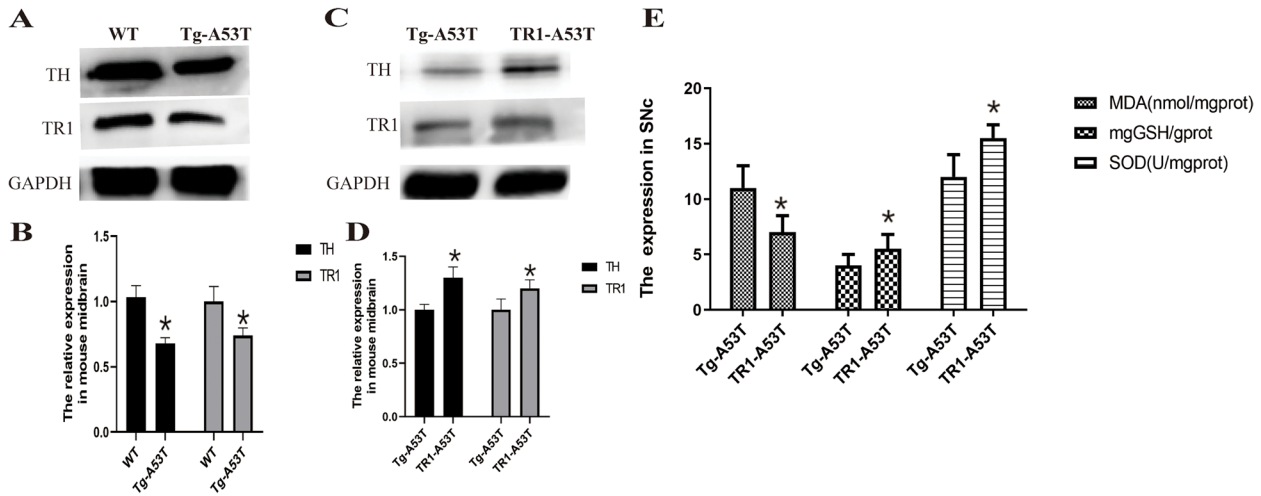 A
WT
Tg-A53T
TH
TR1
GAPDH
B
The relative expression
in mouse midbrain
1.5
1.0
0.5
0.0
*
*
WT
Tg-A53T
WT
Tg-A53T
TH
TR1
C
Tg-A53T
TR1-A53T
TH
TR1
GAPDH
D
The relative expression
in mouse midbrain
1.5
1.0
0.5
0.0
*
*
Tg-A53T
TR1-A53T
Tg-A53T
TR1-A53T
TH
TR1
E
The expression in SNc
20
15
10
5
0
*
*
*
Tg-A53T
TR1-A53T
Tg-A53T
TR1-A53T
Tg-A53T
TR1-A53T
MDA(nmol/mgprot)
mgGSH/gprot
SOD(U/mgprot)